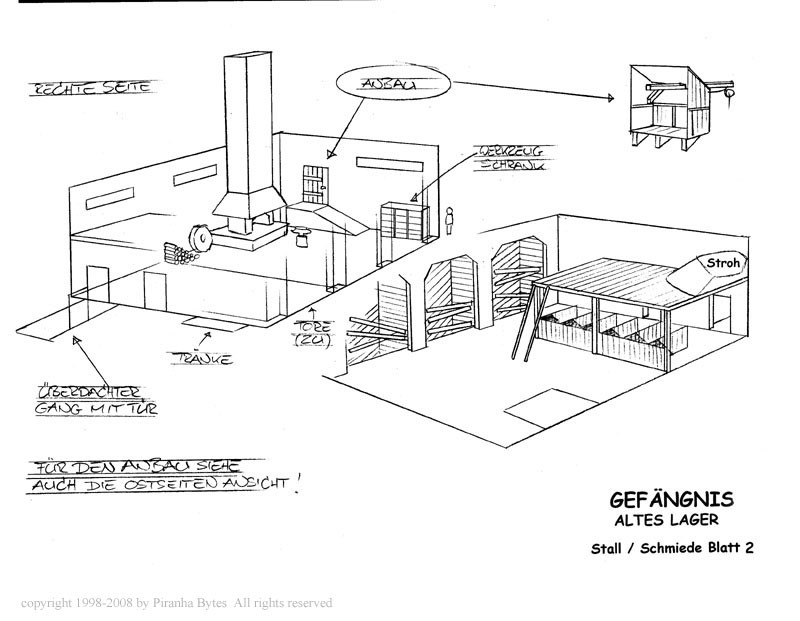 RECHTE SEITE
ANBAU
WERKZEUG
SCHRANK
Stroh
TORE
(ZU)
TRÄNKE
ÜBERDACHTER
GANG MIT TÜR
FÜR DEN ANBAU SIEHE
AUCH DIE OSTSEITEN ANSICHT!
GEFÄNGNIS
ALTES LAGER
Stall / Schmiede Blatt 2
copyright 1998-2008 by Piranha Bytes All rights reserved